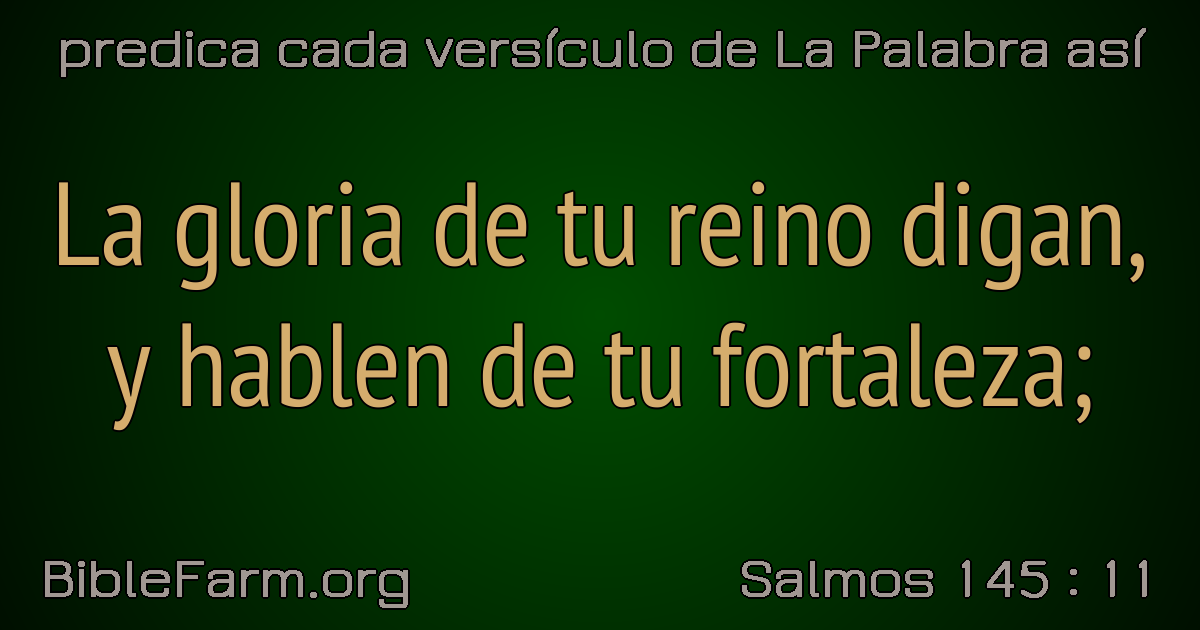 predica cada versículo de La Palabra así
La gloria de tu reino digan,
y hablen de tu fortaleza;
BibleFarm.org
Salmos 145 : 11